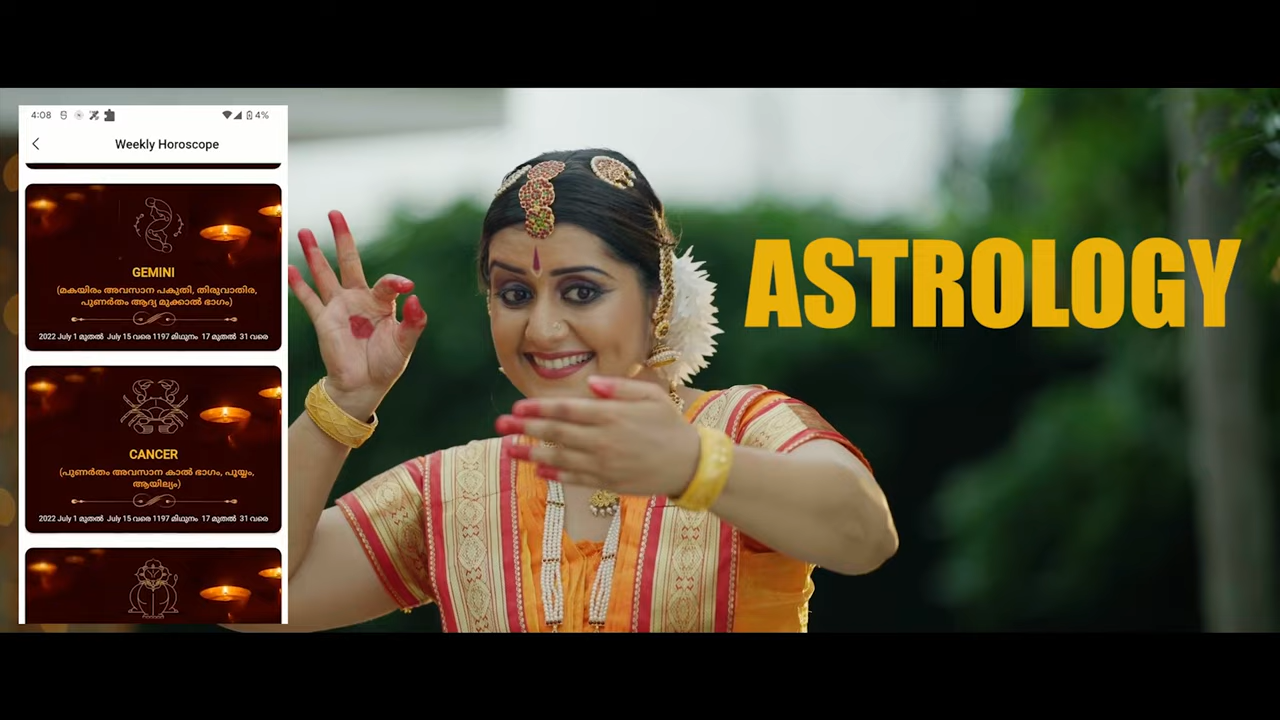 4:08
4%
Weekly Horoscope
GEMINI
(മകയിരം അവസാന പകുതി, തിരുവാതിര,
പുണർതം ആദ്യ മുക്കാൽ ഭാഗം)
2022 July 1 മുതൽ July 15 വരെ 1197 മിഥുനം 17 മുതൽ 31 വരെ
CANCER
(പുണർതം അവസാന കാൽ ഭാഗം, പൂയ്യം,
ആയില്യം)
2022 July 1 മുതൽ July 15 വരെ 1197 മിഥുനം 17 മുതൽ 31 വരെ
ASTROLOGY